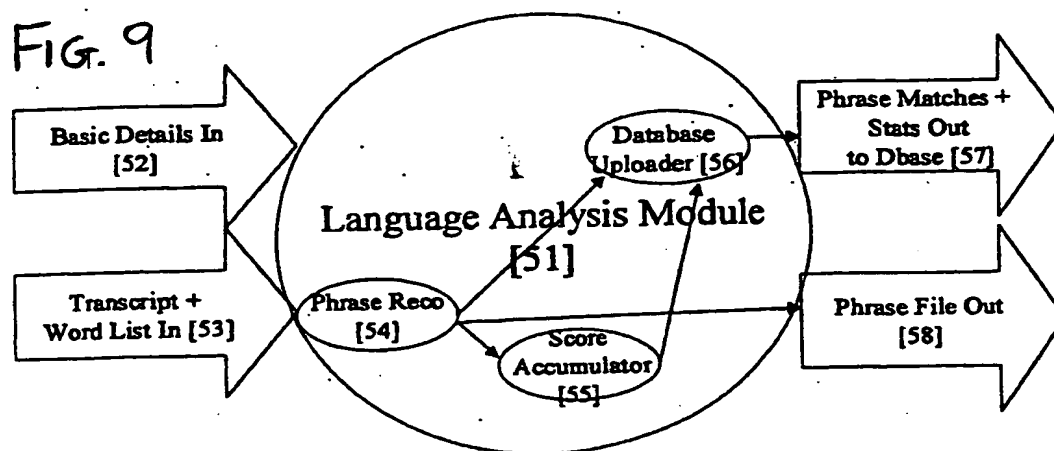 FIG. 9
Basic Details In
[52]
Transcript +
Word List In [53]
Language Analysis Module
[51]
Phrase Reco
[54]
Score
Accumulator
[55]
Database
Uploader [56]
Phrase Matches +
Stats Out
to Dbase [57]
Phrase File Out
[58]